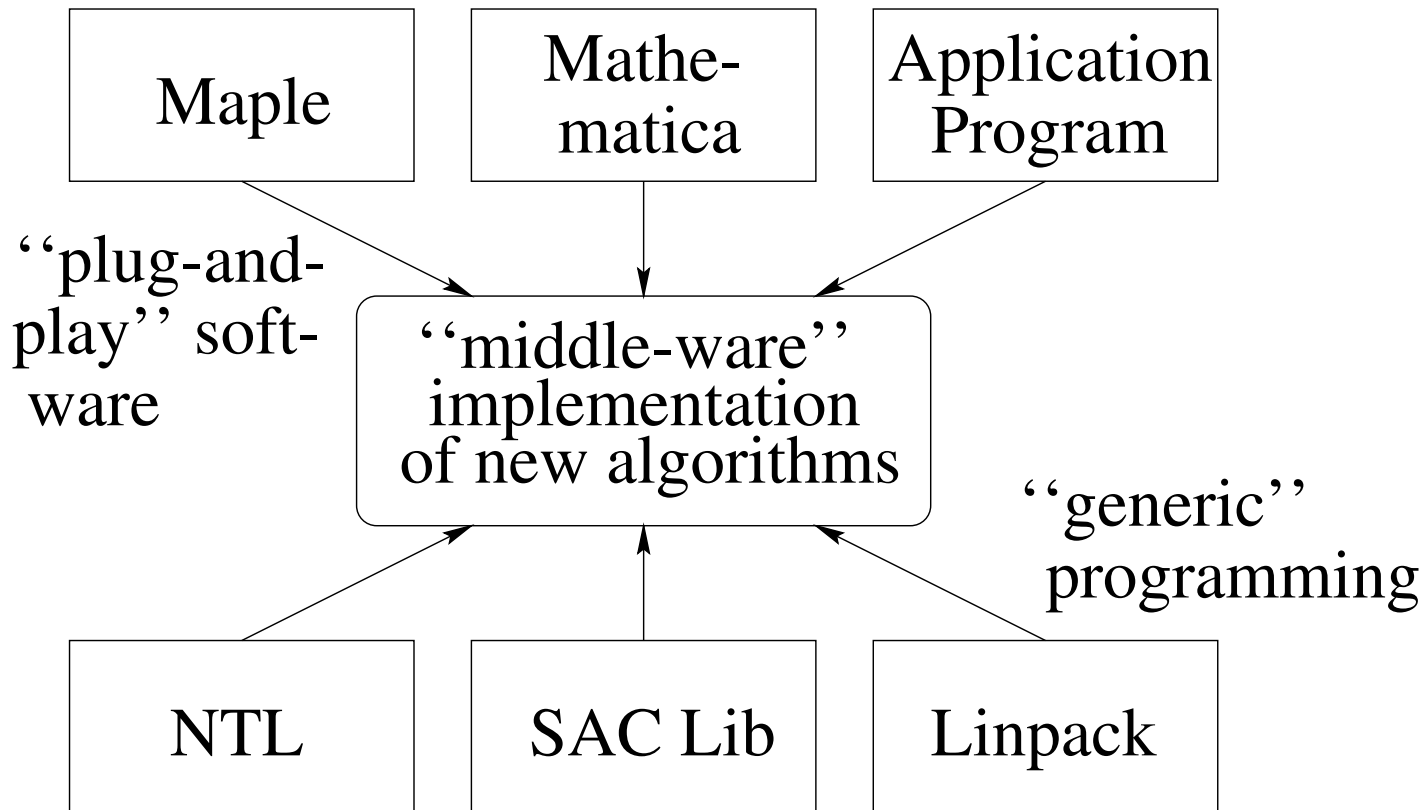 Maple
Mathe-
matica
Application
Program
‘‘plug-and-
play’’ soft-
ware
‘‘middle-ware’’
implementation
of new algorithms
‘‘generic’’
programming
NTL
SAC Lib
Linpack